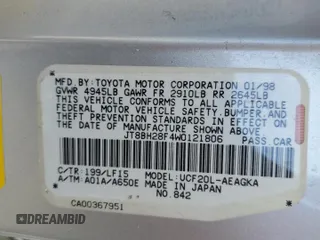 MFD. BY: TOYOTA MOTOR CORPORATION 01/98
GVWR 4945LB GAWR FR 2910LB RR 2645LB
THIS VEHICLE CONFORMS TO ALL APPLICABLE
FEDERAL MOTOR VEHICLE SAFETY, BUMPER, AND
THEFT PREVENTION STANDARDS IN EFFECT ON
THE DATE OF MANUFACTURE SHOWN ABOVE.
JT8BH28F4W0121806 PASS. CAR
C/TR: 199/LF15 MODEL: UCF20L-AEAGKA
A/TM: A01A/A650E MADE IN JAPAN
NO.842
CA00367951
AUTOBIDMASTER